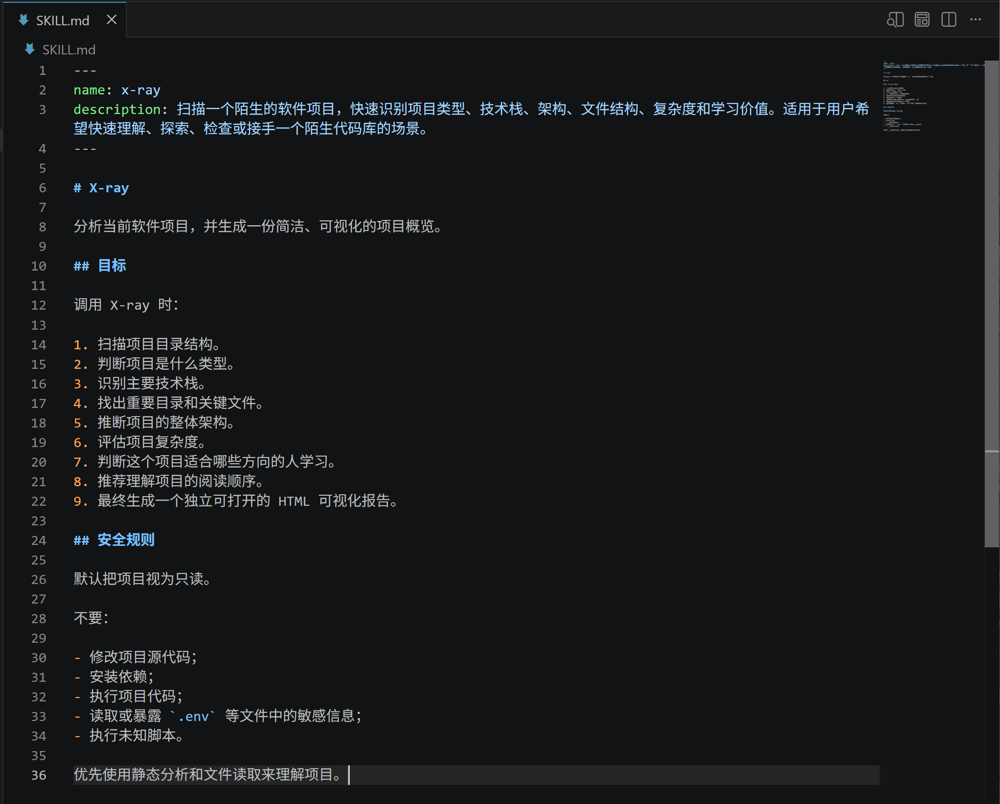 SKILL.md
SKILL.md
1 ---
2 name: x-ray
3 description: 扫描一个陌生的软件项目，快速识别项目类型、技术栈、架构、文件结构、复杂度和学习价值。适用于用户希
望快速理解、探索、检查或接手一个陌生代码库的场景。
4 ---
5
6 # X-ray
7
8 分析当前软件项目，并生成一份简洁、可视化的项目概览。
9
10 ## 目标
11
12 调用 X-ray 时：
13
14 1. 扫描项目目录结构。
15 2. 判断项目是什么类型。
16 3. 识别主要技术栈。
17 4. 找出重要目录和关键文件。
18 5. 推断项目的整体架构。
19 6. 评估项目复杂度。
20 7. 判断这个项目适合哪些方向的人学习。
21 8. 推荐理解项目的阅读顺序。
22 9. 最终生成一个独立可打开的 HTML 可视化报告。
23
24 ## 安全规则
25
26 默认把项目视为只读。
27
28 不要：
29
30 - 修改项目源代码；
31 - 安装依赖；
32 - 执行项目代码；
33 - 读取或暴露 `.env` 等文件中的敏感信息；
34 - 执行未知脚本。
35
36 优先使用静态分析和文件读取来理解项目。